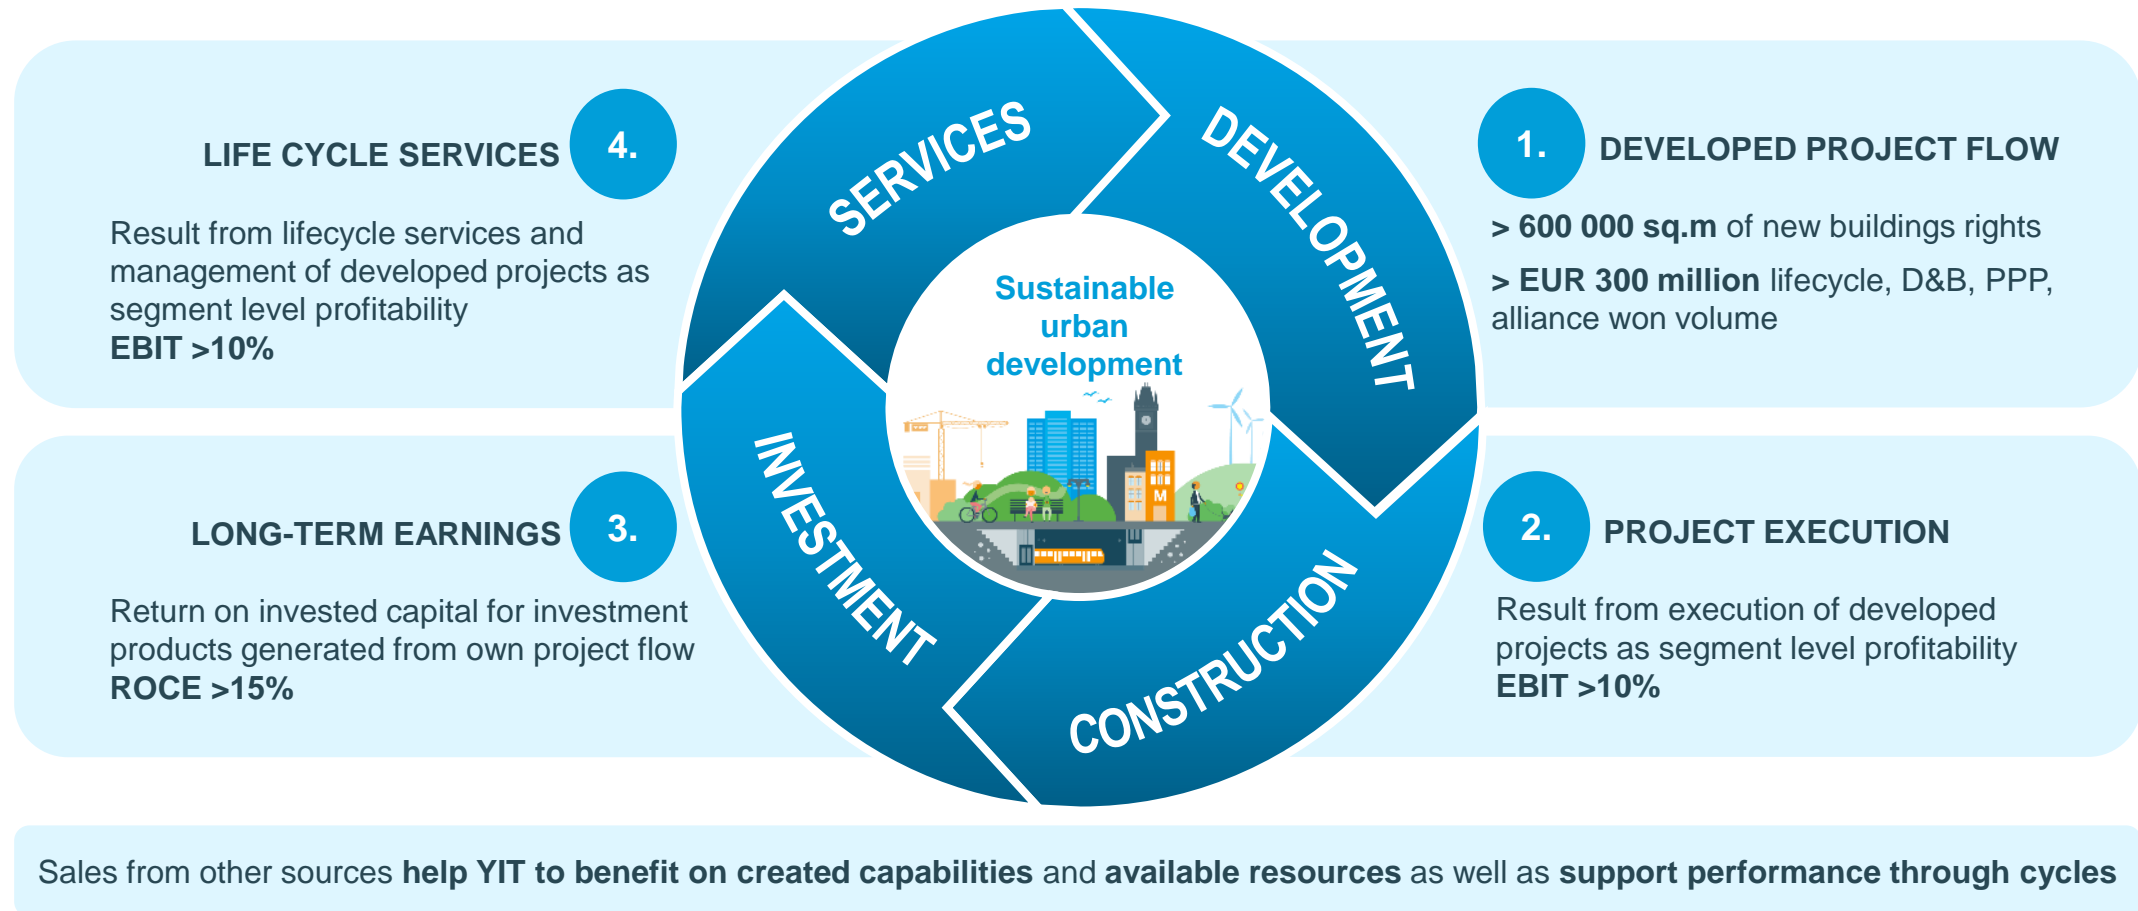 SERVICES
DEVELOPMENT
CONSTRUCTION
INVESTMENT
Sustainable
urban
development
M
1.
DEVELOPED PROJECT FLOW
> 600 000 sq.m of new buildings rights
> EUR 300 million lifecycle, D&B, PPP,
alliance won volume
2.
PROJECT EXECUTION
Result from execution of developed
projects as segment level profitability
EBIT >10%
LONG-TERM EARNINGS
3.
Return on invested capital for investment
products generated from own project flow
ROCE >15%
LIFE CYCLE SERVICES
4.
Result from lifecycle services and
management of developed projects as
segment level profitability
EBIT >10%
Sales from other sources help YIT to benefit on created capabilities and available resources as well as support performance through cycles